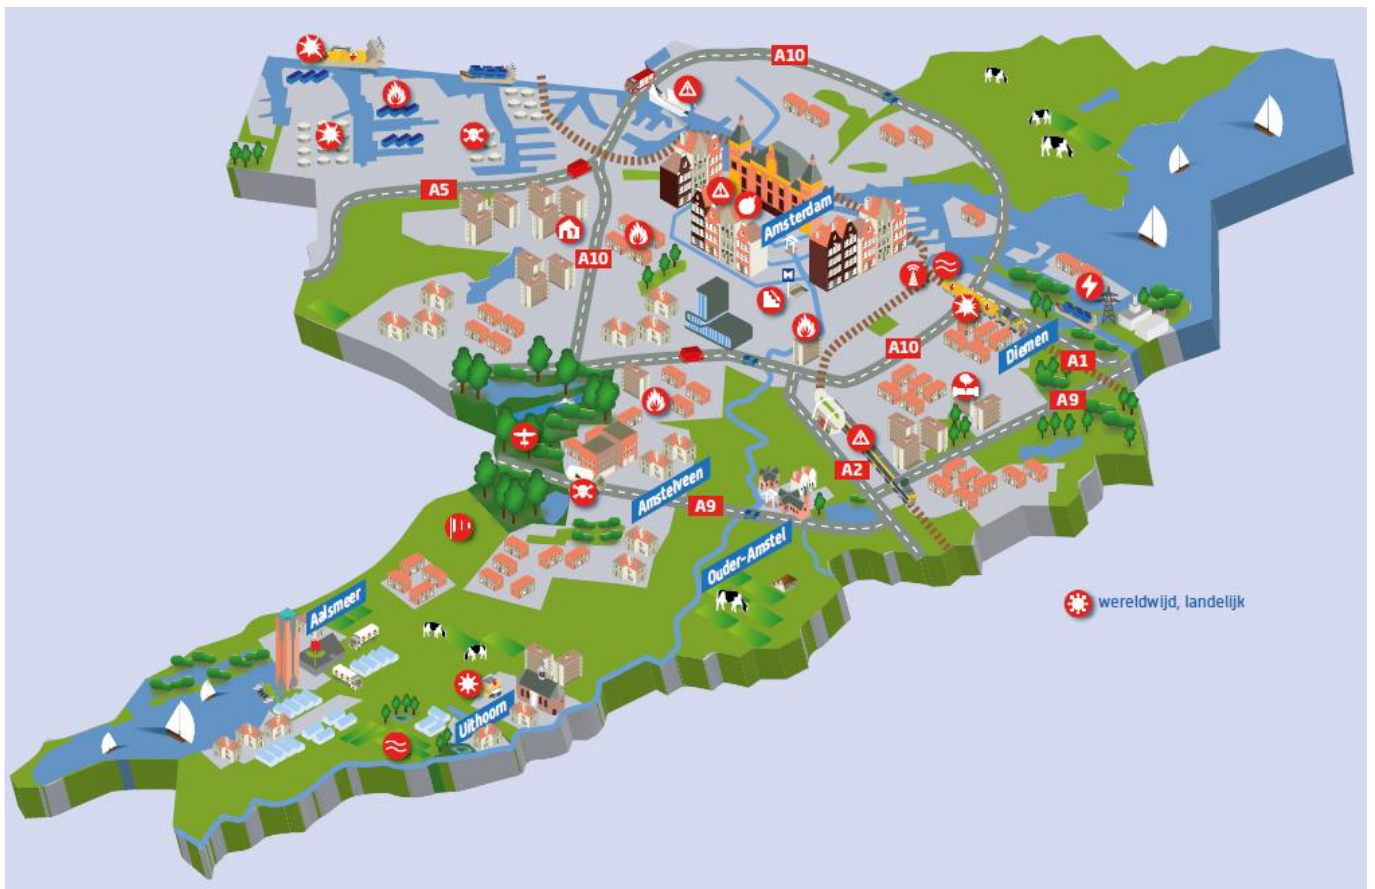 A10
A5
Amsterdam
A10
A10
Diemen
A1
A9
A2
Amstelveen
A9
Ouder-Amstel
Aalsmeer
wereldwijd, landelijk
Uithoorn